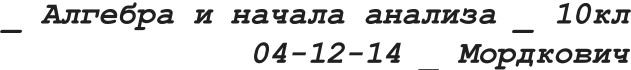 _ Алгебра и начала анализа _ 10кл
04-12-14 _ Мордкович